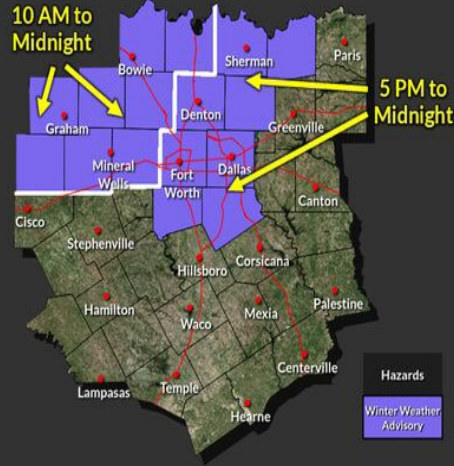 10 AM to
Midnight
Bowie
Sherman
Paris
5 PM to
Midnight
Graham
Denton
Greenville
Mineral
Wells
Fort
Worth
Dallas
Canton
Cisco
Stephenville
Hillsboro
Corsicana
Hamilton
Waco
Mexia
Palestine
Lampasas
Temple
Centerville
Hearne
Hazards
Winter Weather
Advisory